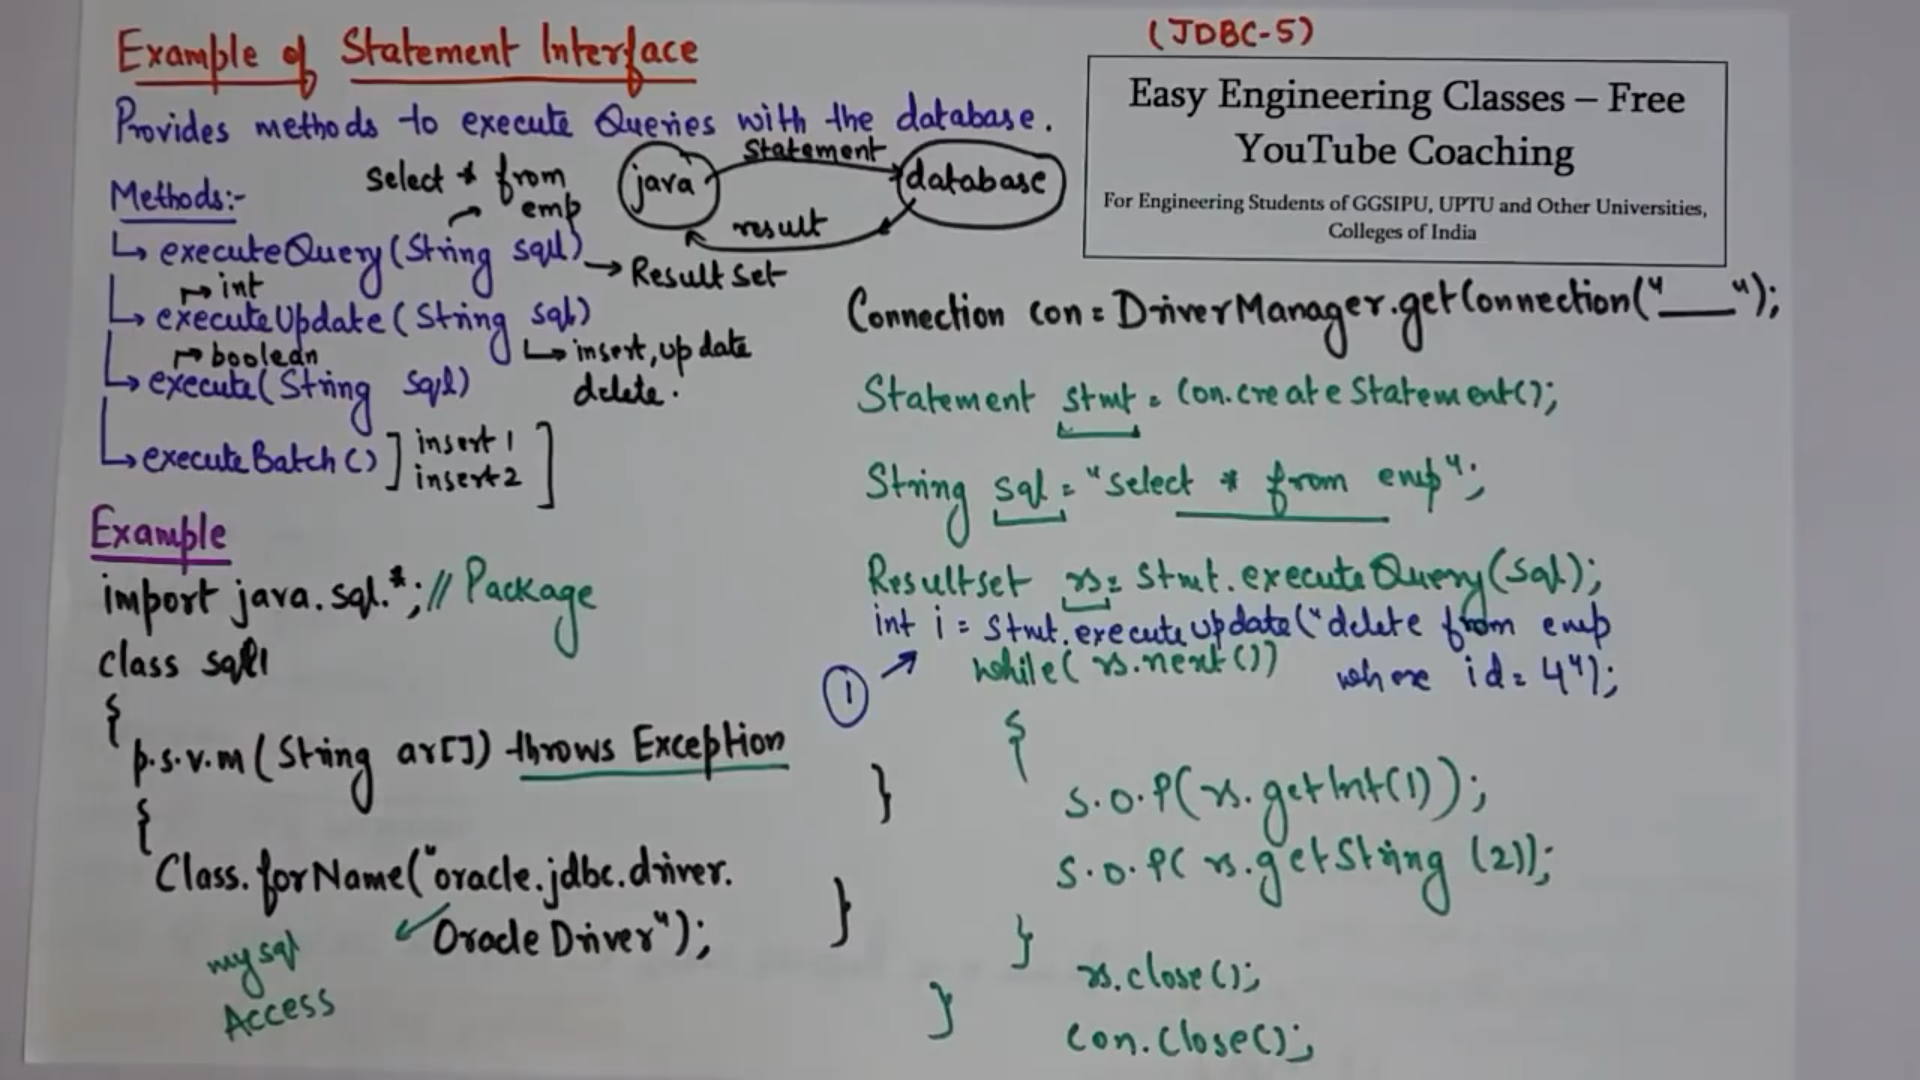 Example of Statement Interface
(JDBC-5)
Easy Engineering Classes – Free
YouTube Coaching
For Engineering Students of GGSIPU, UPTU and Other Universities,
Colleges of India
Provides methods to execute Queries with the database.
java
Statement
database
result
Methods:-
select * from
emp
executeQuery(String sql)
Result Set
int
executeUpdate(String sql)
insert, update
delete.
boolean
execute(String sql)
executeBatch() ] insert 1
insert 2 ]
Example
import java.sql.*; // Package
class sql1
{
p.s.v.m (String ar[]) throws Exception
{
Class.forName("oracle.jdbc.driver.
OracleDriver");
mysql
Access
Connection con = DriverManager.getConnection("___");
Statement stmt = con.createStatement();
String sql = "select * from emp";
Resultset rs = stmt.executeQuery(sql);
int i = stmt.executeupdate("delete from emp
where id = 4");
1
while( rs.next())
{
S.O.P(rs.getInt(1));
S.O.P( rs.getString (2));
}
rs.close();
con.close();
}
}
}